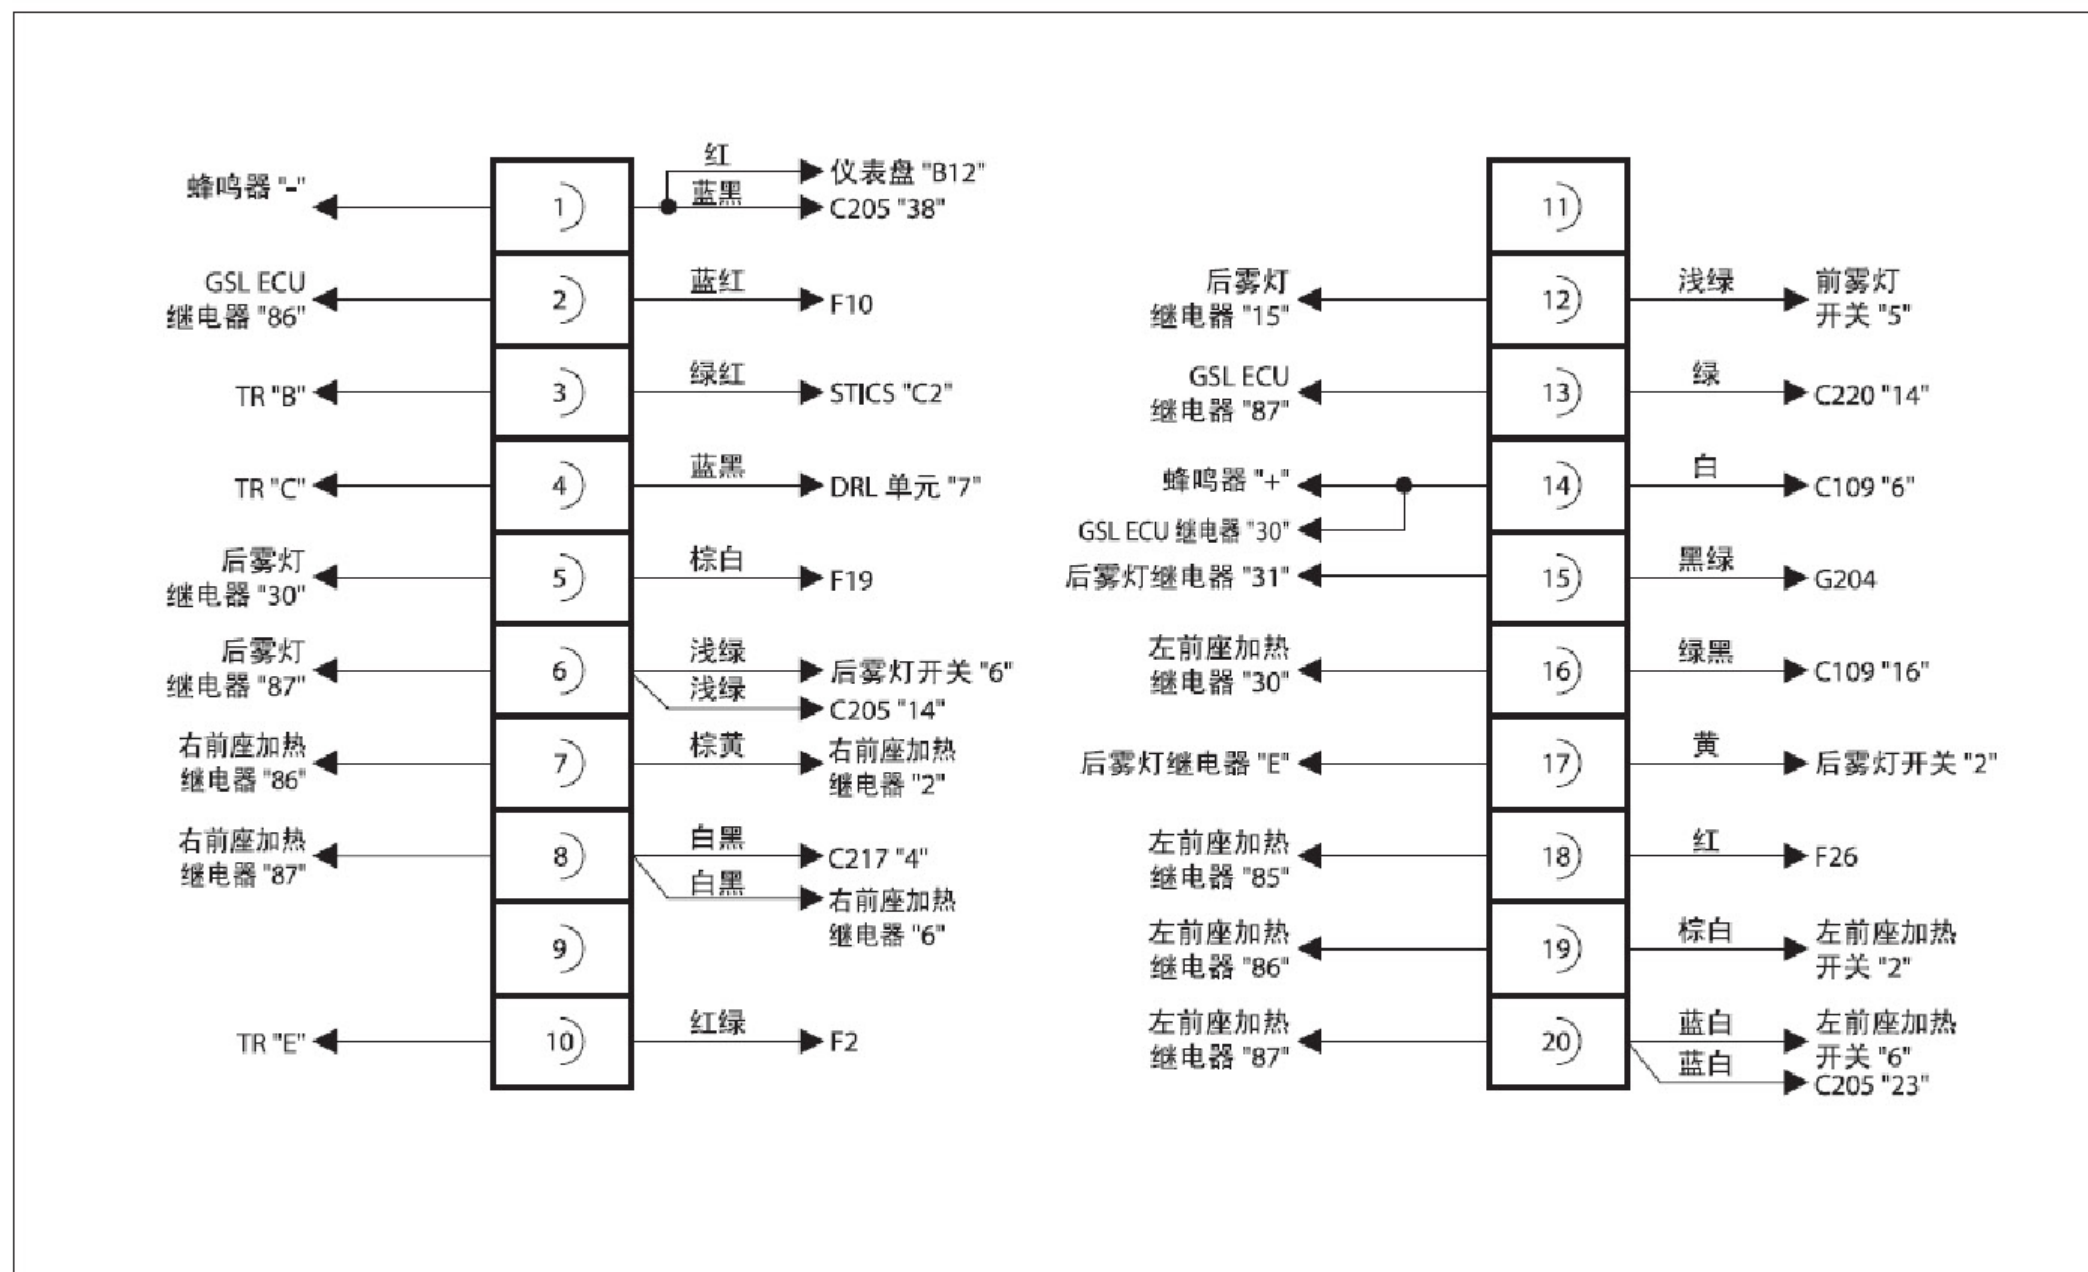 蜂鸣器 "-"
1
红
仪表盘 "B12"
蓝黑
C205 "38"
GSL ECU
继电器 "86"
2
蓝红
F10
TR "B"
3
绿红
STICS "C2"
TR "C"
4
蓝黑
DRL 单元 "7"
后雾灯
继电器 "30"
5
棕白
F19
后雾灯
继电器 "87"
6
浅绿
后雾灯开关 "6"
浅绿
C205 "14"
右前座加热
继电器 "86"
7
棕黄
右前座加热
继电器 "2"
右前座加热
继电器 "87"
8
白黑
C217 "4"
白黑
右前座加热
继电器 "6"
9
TR "E"
10
红绿
F2
11
后雾灯
继电器 "15"
12
浅绿
前雾灯
开关 "5"
GSL ECU
继电器 "87"
13
绿
C220 "14"
蜂鸣器 "+"
GSL ECU 继电器 "30"
14
白
C109 "6"
后雾灯继电器 "31"
15
黑绿
G204
左前座加热
继电器 "30"
16
绿黑
C109 "16"
后雾灯继电器 "E"
17
黄
后雾灯开关 "2"
左前座加热
继电器 "85"
18
红
F26
左前座加热
继电器 "86"
19
棕白
左前座加热
开关 "2"
左前座加热
继电器 "87"
20
蓝白
左前座加热
开关 "6"
蓝白
C205 "23"